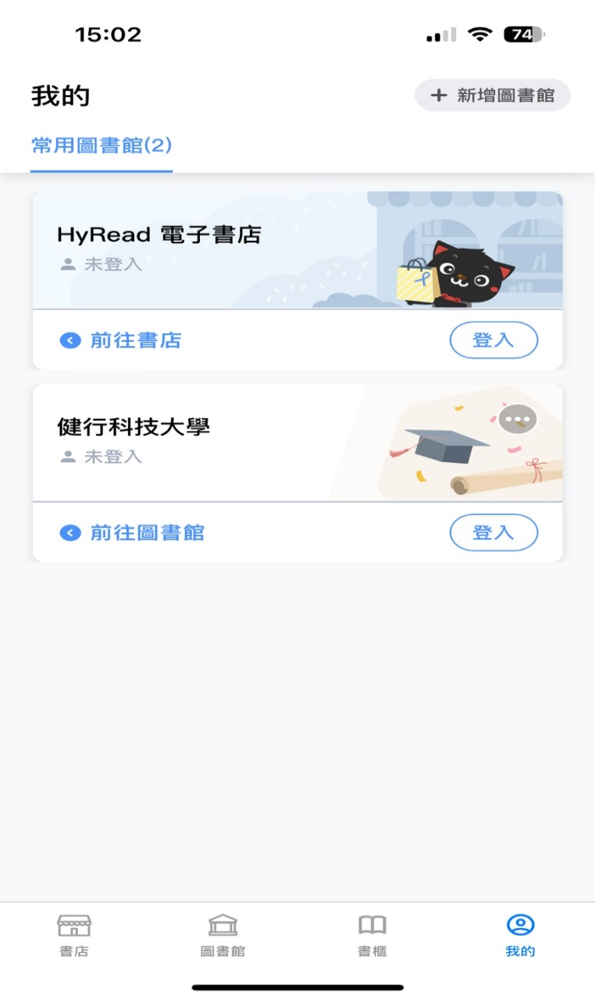 15:02
74
我的
+ 新增圖書館
常用圖書館(2)
HyRead 電子書店
未登入
前往書店
登入
健行科技大學
未登入
前往圖書館
登入
書店
圖書館
書櫃
我的